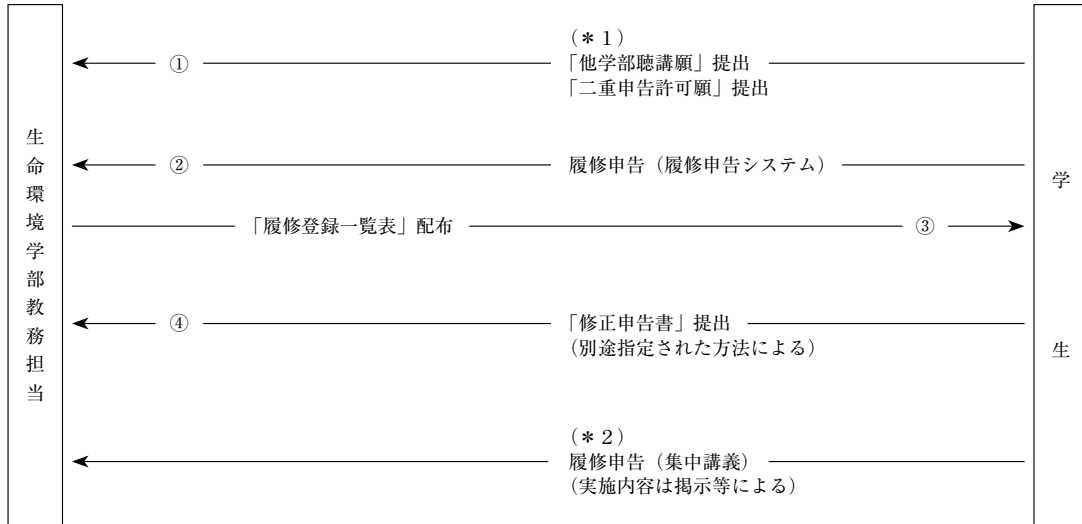 生命環境学部教務担当
(*1)
① 「他学部聴講願」提出
「二重申告許可願」提出
② 履修申告（履修申告システム）
「履修登録一覧表」配布 ③
④ 「修正申告書」提出
（別途指定された方法による）
(*2)
履修申告（集中講義）
（実施内容は掲示等による）
学生